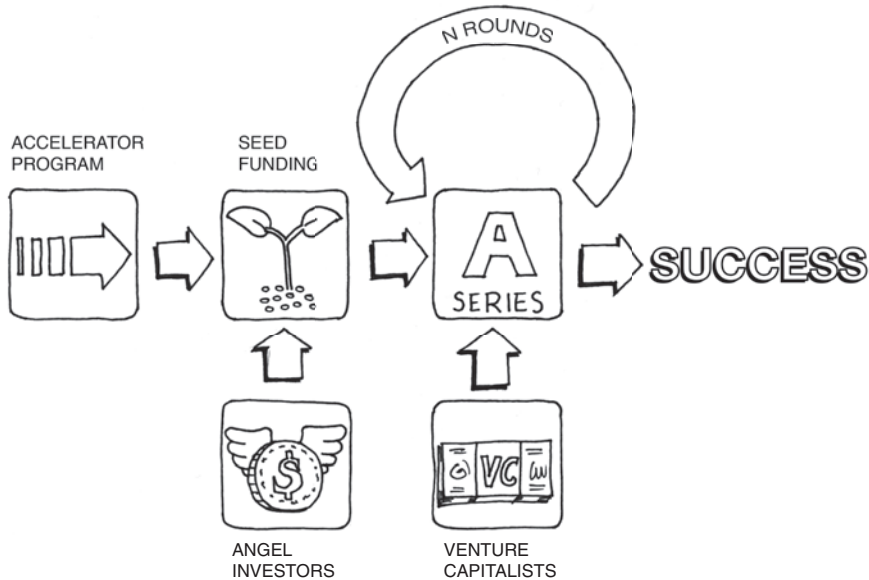 N ROUNDS
ACCELERATOR
PROGRAM
SEED
FUNDING
A
SERIES
SUCCESS
$
VC
ANGEL
INVESTORS
VENTURE
CAPITALISTS